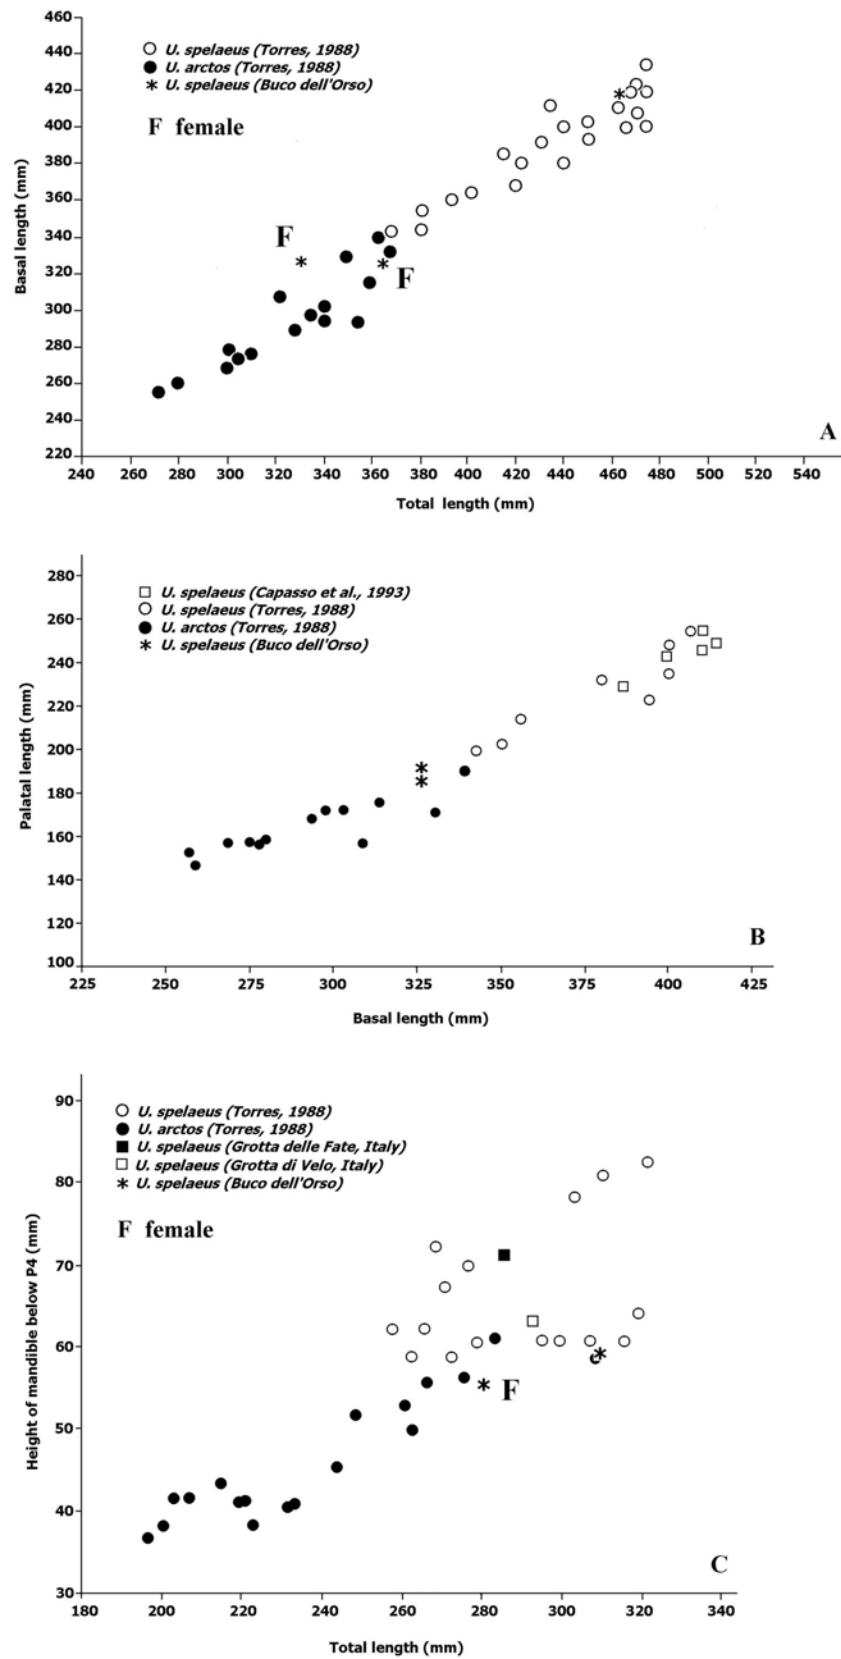 460
440
420
400
380
360
340
320
300
280
260
240
220
Basal length (mm)
U. spelaeus (Torres, 1988)
U. arctos (Torres, 1988)
* U. spelaeus (Buco dell'Orso)
F female
F
F
A
240 260 280 300 320 340 360 380 400 420 440 460 480 500 520 540
Total length (mm)
280
260
240
220
200
180
160
140
120
100
Palatal length (mm)
U. spelaeus (Capasso et al., 1993)
U. spelaeus (Torres, 1988)
U. arctos (Torres, 1988)
* U. spelaeus (Buco dell'Orso)
B
225 250 275 300 325 350 375 400 425
Basal length (mm)
90
80
70
60
50
40
30
Height of mandible below P4 (mm)
U. spelaeus (Torres, 1988)
U. arctos (Torres, 1988)
U. spelaeus (Grotta delle Fate, Italy)
U. spelaeus (Grotta di Velo, Italy)
* U. spelaeus (Buco dell'Orso)
F female
F
C
180 200 220 240 260 280 300 320 340
Total length (mm)